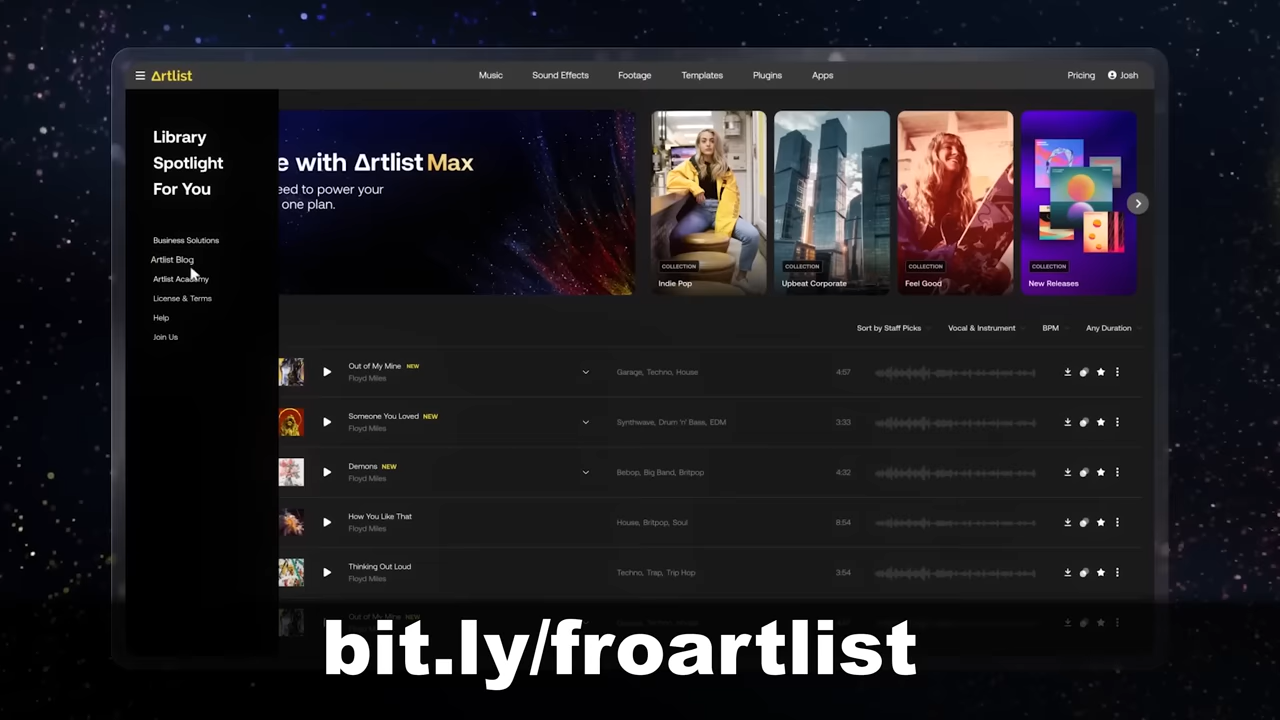 Artlist
Music
Sound Effects
Footage
Templates
Plugins
Apps
Pricing
Josh
Library
Spotlight
For You
Business Solutions
Artlist Blog
Artlist Academy
License & Terms
Help
Join Us
e with Artlist Max
eed to power your
one plan.
COLLECTION
Indie Pop
COLLECTION
Upbeat Corporate
COLLECTION
Feel Good
COLLECTION
New Releases
Sort by Staff Picks
Vocal & Instrument
BPM
Any Duration
Out of My Mine NEW
Floyd Miles
Garage, Techno, House
4:57
Someone You Loved NEW
Floyd Miles
Synthwave, Drum 'n' Bass, EDM
3:33
Demons NEW
Floyd Miles
Bebop, Big Band, Britpop
4:32
How You Like That
Floyd Miles
House, Britpop, Soul
8:54
Thinking Out Loud
Floyd Miles
Techno, Trap, Trip Hop
3:54
Out of My Mine NEW
bit.ly/froartlist